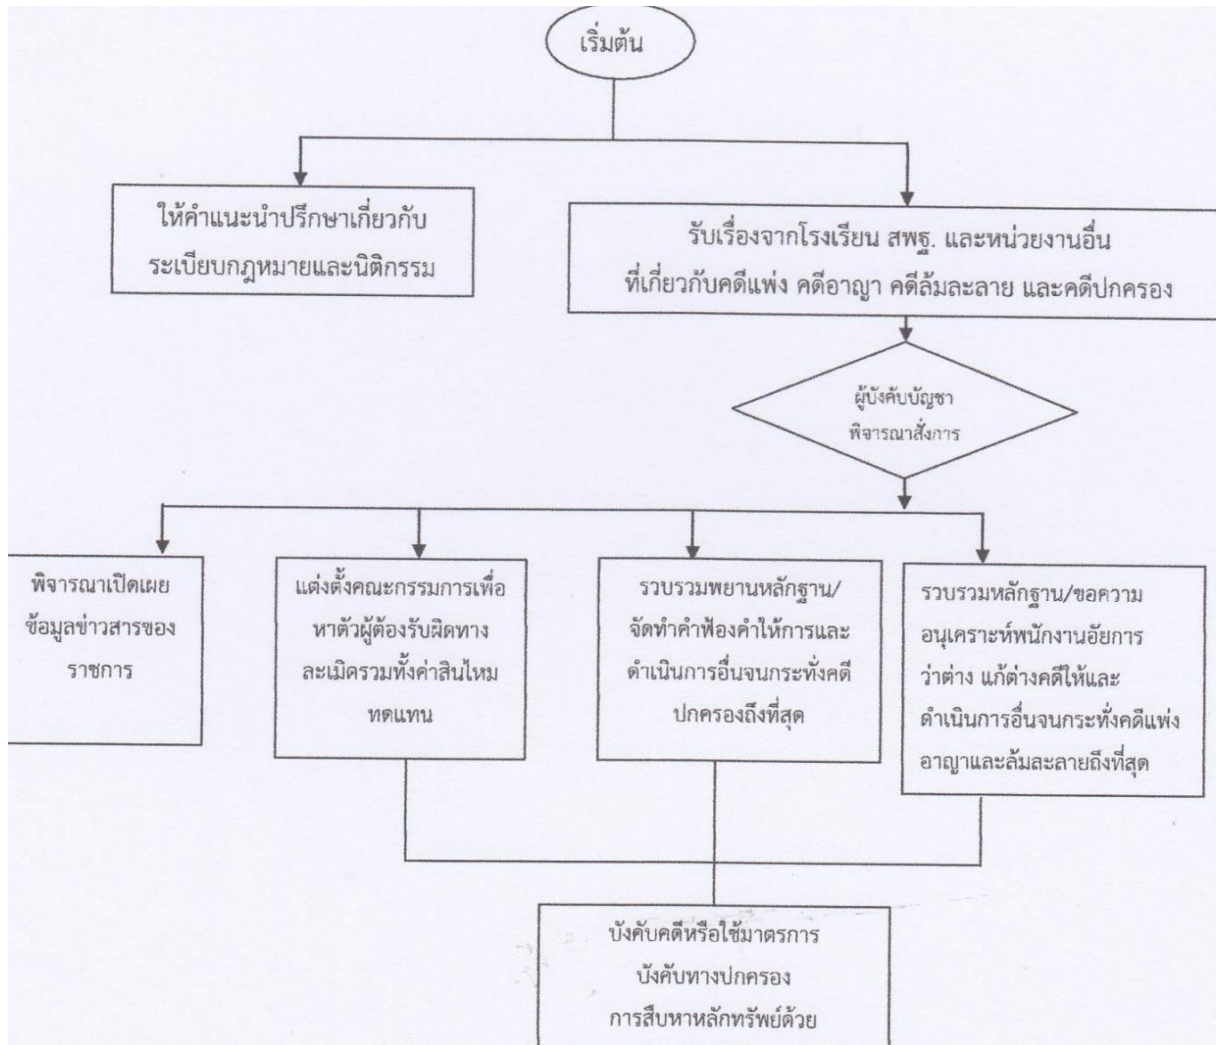 เริ่มต้น
ให้คำแนะนำปรึกษาเกี่ยวกับ
ระเบียบกฎหมายและนิติกรรม
รับเรื่องจากโรงเรียน สพฐ. และหน่วยงานอื่น
ที่เกี่ยวกับคดีแพ่ง คดีอาญา คดีล้มละลาย และคดีปกครอง
ผู้บังคับบัญชา
พิจารณาสั่งการ
พิจารณาเปิดเผย
ข้อมูลข่าวสารของ
ราชการ
แต่งตั้งคณะกรรมการเพื่อ
หาตัวผู้ต้องรับผิดทาง
ละเมิดรวมทั้งค่าสินไหม
ทดแทน
รวบรวมพยานหลักฐาน/
จัดทำคำฟ้องคำให้การและ
ดำเนินการอื่นจนกระทั่งคดี
ปกครองถึงที่สุด
รวบรวมหลักฐาน/ขอความ
อนุเคราะห์พนักงานอัยการ
ว่าต่าง แก้ต่างคดีให้และ
ดำเนินการอื่นจนกระทั่งคดีแพ่ง
อาญาและล้มละลายถึงที่สุด
บังคับคดีหรือใช้มาตรการ
บังคับทางปกครอง
การสืบหาหลักทรัพย์ด้วย